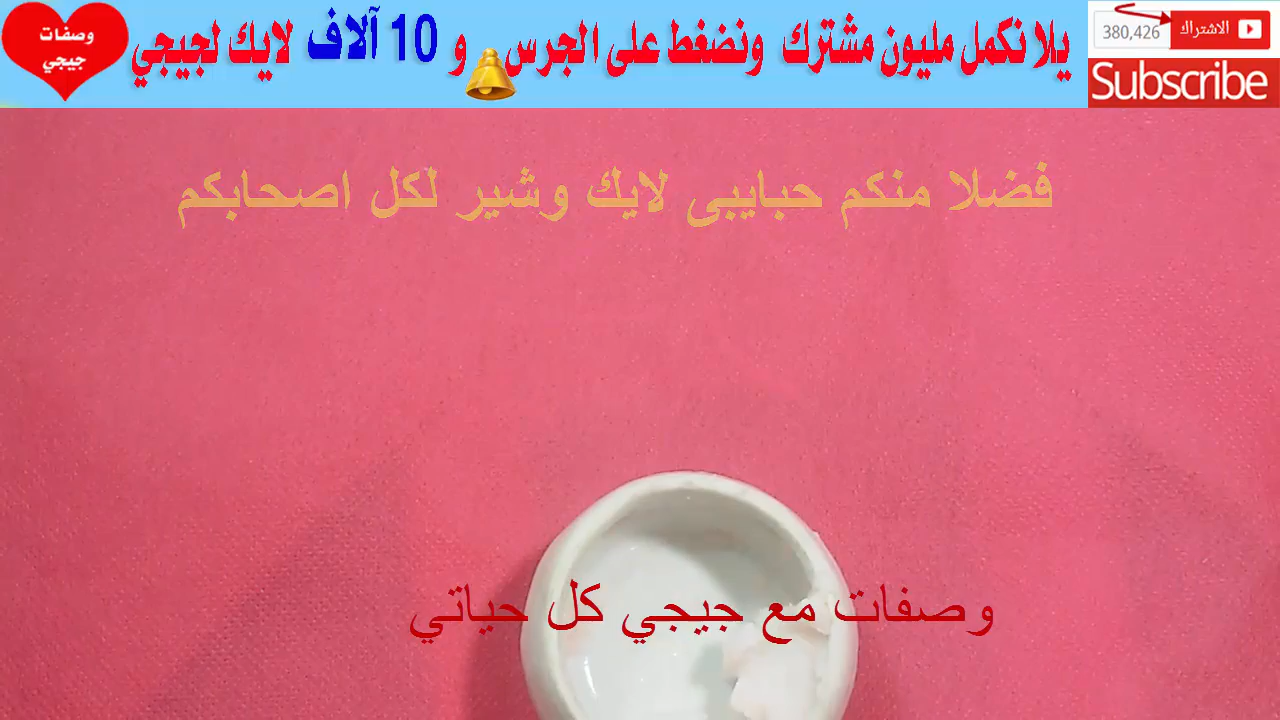 وصفات
جيجي
يلا نكمل مليون مشترك ونضغط على الجرس و 10 آلاف لايك لجيجي
380,426 الاشتراك
Subscribe
فضلا منكم حبايبى لايك وشير لكل اصحابكم
وصفات مع جيجي كل حياتي